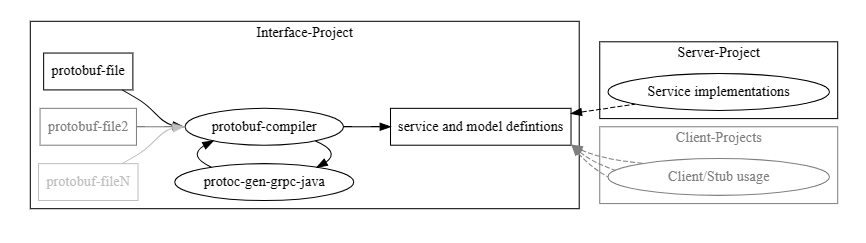 Interface-Project
protobuf-file
protobuf-file2
protobuf-fileN
protobuf-compiler
protoc-gen-grpc-java
service and model defintions
Server-Project
Service implementations
Client-Projects
Client/Stub usage